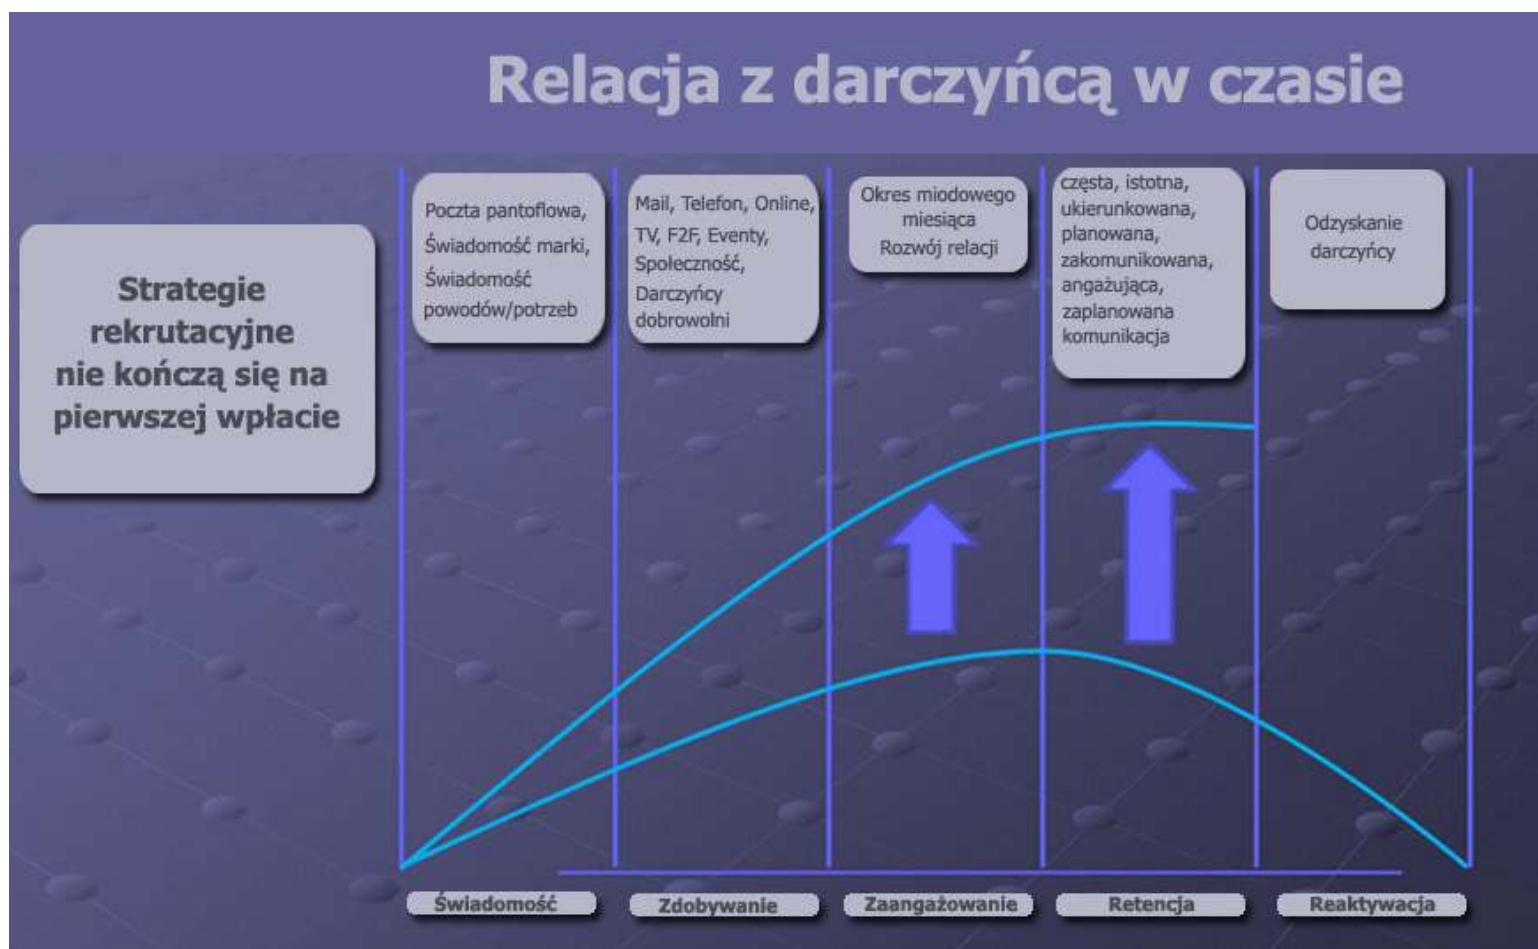 Relacja z darczyńcą w czasie
Strategie
rekrutacyjne
nie kończą się na
pierwszej wpłacie
Poczta pantoflowa,
Świadomość marki,
Świadomość
powodów/potrzeb
Mail, Telefon, Online,
TV, F2F, Eventy,
Społeczność,
Darczyńcy
dobrowolni
Okres miodowego
miesiąca
Rozwój relacji
częsta, istotna,
ukierunkowana,
planowana,
zakomunikowana,
angażująca,
zaplanowana
komunikacja
Odzyskanie
darczyńcy
Świadomość
Zdobywanie
Zaangażowanie
Retencja
Reaktywacja